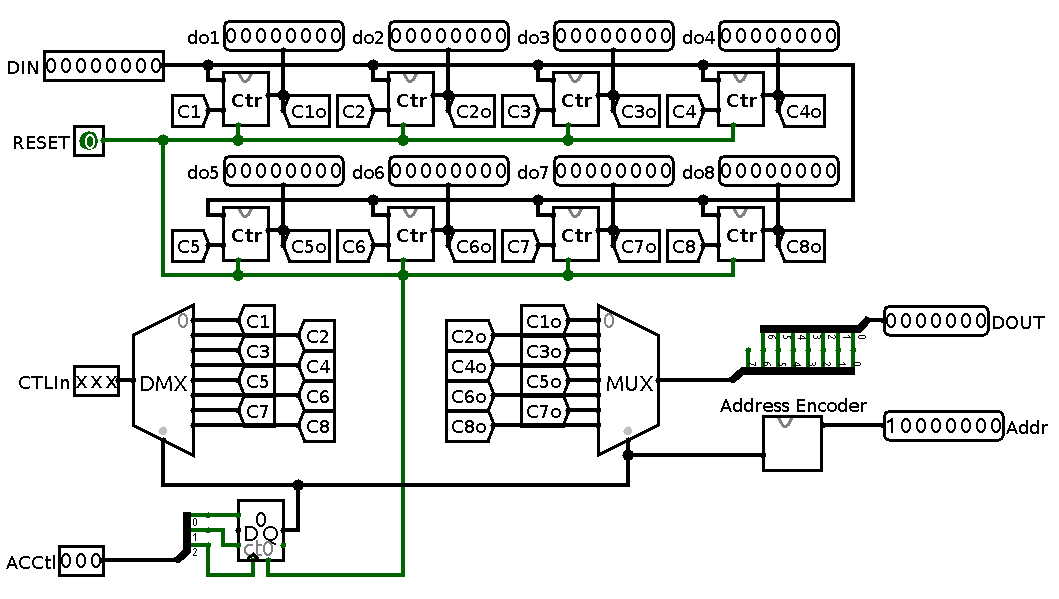 do1 00000000 do2 00000000 do3 00000000 do4 00000000
DIN 00000000
Ctr Ctr Ctr Ctr
C1 C1o C2 C2o C3 C3o C4 C4o
RESET 0
do5 00000000 do6 00000000 do7 00000000 do8 00000000
Ctr Ctr Ctr Ctr
C5 C5o C6 C6o C7 C7o C8 C8o
0 C1 C1o 0 0000000 DOUT
C2 C2o
C3 C3o
C4 C4o
CTLIn xxx DMX C5 C5o MUX
C6 C6o
C7 C7o Address Encoder
C8 C8o 10000000 Addr
0
D Q
ct0
0
1
2
ACCtl 000